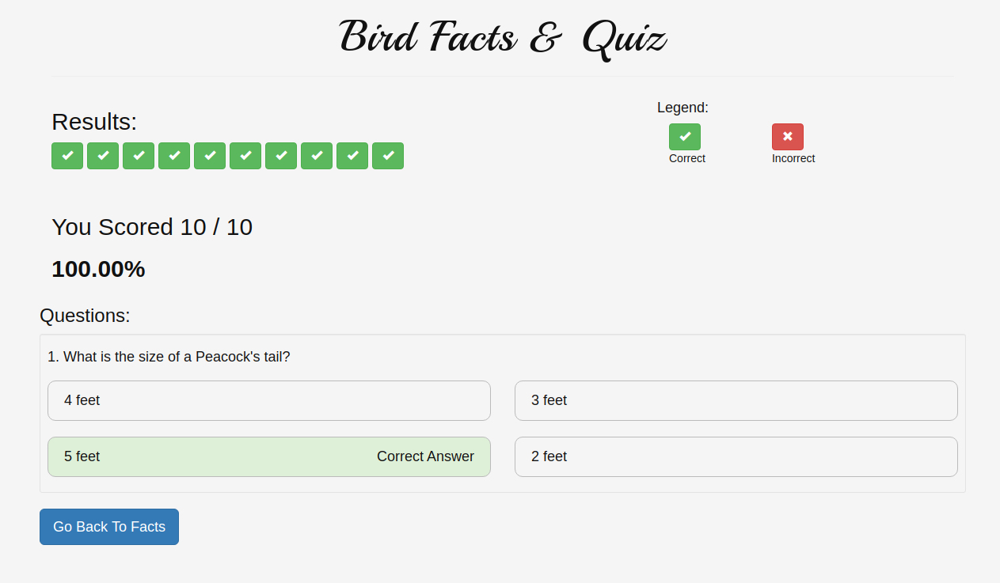 Bird Facts & Quiz
Results:
Legend:
Correct
Incorrect
You Scored 10 / 10
100.00%
Questions:
1. What is the size of a Peacock's tail?
4 feet
3 feet
5 feet Correct Answer
2 feet
Go Back To Facts